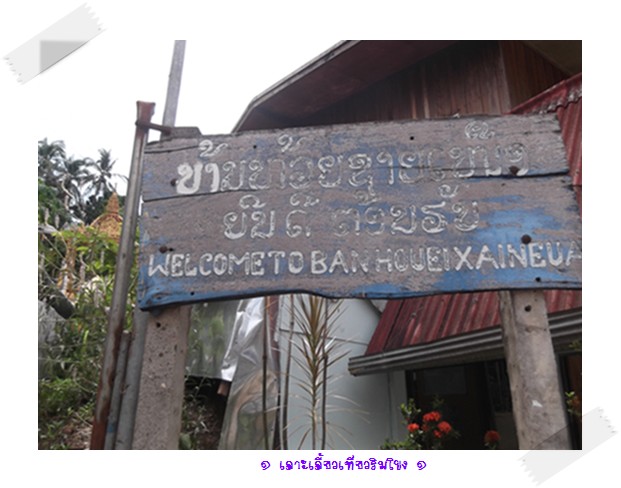 ບ້ານຫ້ວຍຊາຍເໜືອ
ຍິນດີ ຕ້ອນຮັບ
WELCOME TO BAN HOUEIXAINEUA
๑ เลาะเลี้ยวเที่ยวริมโขง ๑